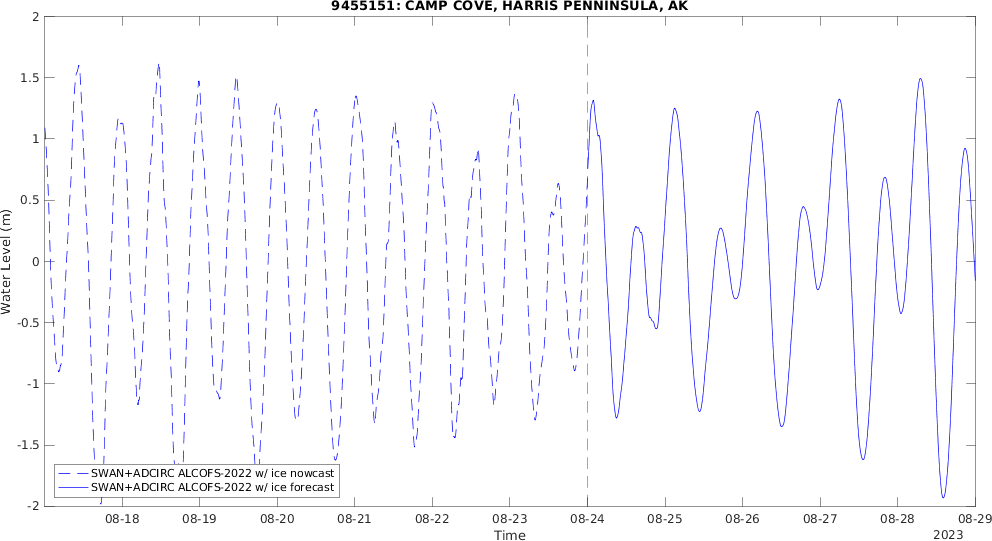 9455151: CAMP COVE, HARRIS PENNINSULA, AK
2
1.5
1
0.5
0
-0.5
-1
-1.5
-2
Water Level (m)
SWAN+ADCIRC ALCOFS-2022 w/ ice nowcast
SWAN+ADCIRC ALCOFS-2022 w/ ice forecast
08-18 08-19 08-20 08-21 08-22 08-23 08-24 08-25 08-26 08-27 08-28 08-29
Time
2023